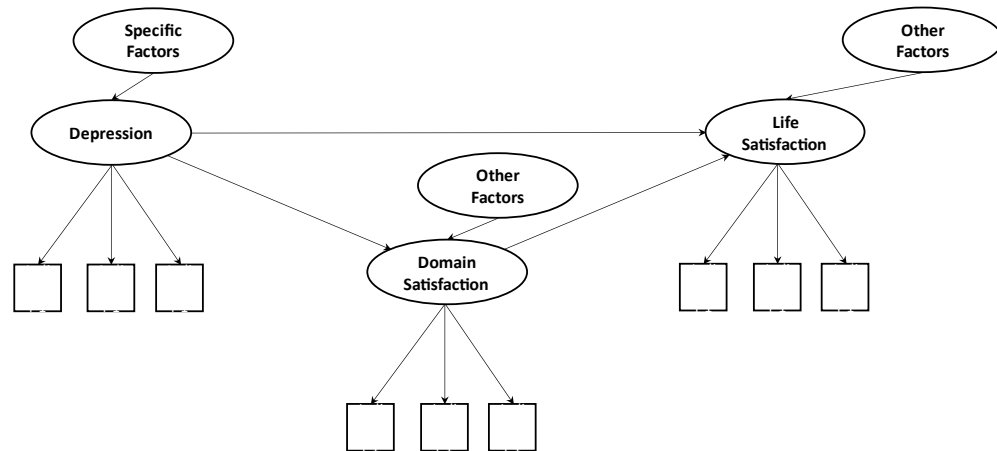 Specific
Factors
Other
Factors
Depression
Life
Satisfaction
Other
Factors
Domain
Satisfaction